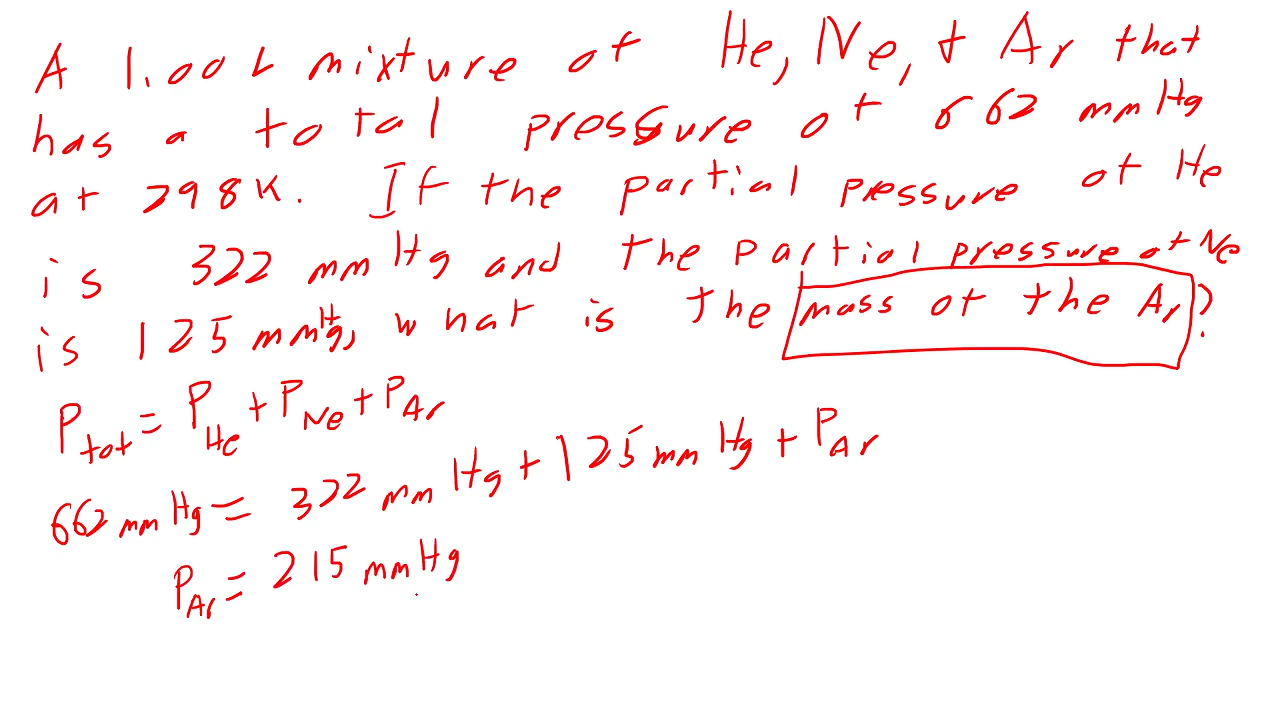 A 1.00L mixture of He, Ne, + Ar that
has a total pressure of 662 mmHg
at 298K. If the partial pressure of He
is 322 mmHg and the partial pressure of Ne
is 125 mmHg, what is the mass of the Ar?
Ptot = PHe + PNe + PAr
662 mmHg = 322 mmHg + 125 mmHg + PAr
PAr = 215 mmHg